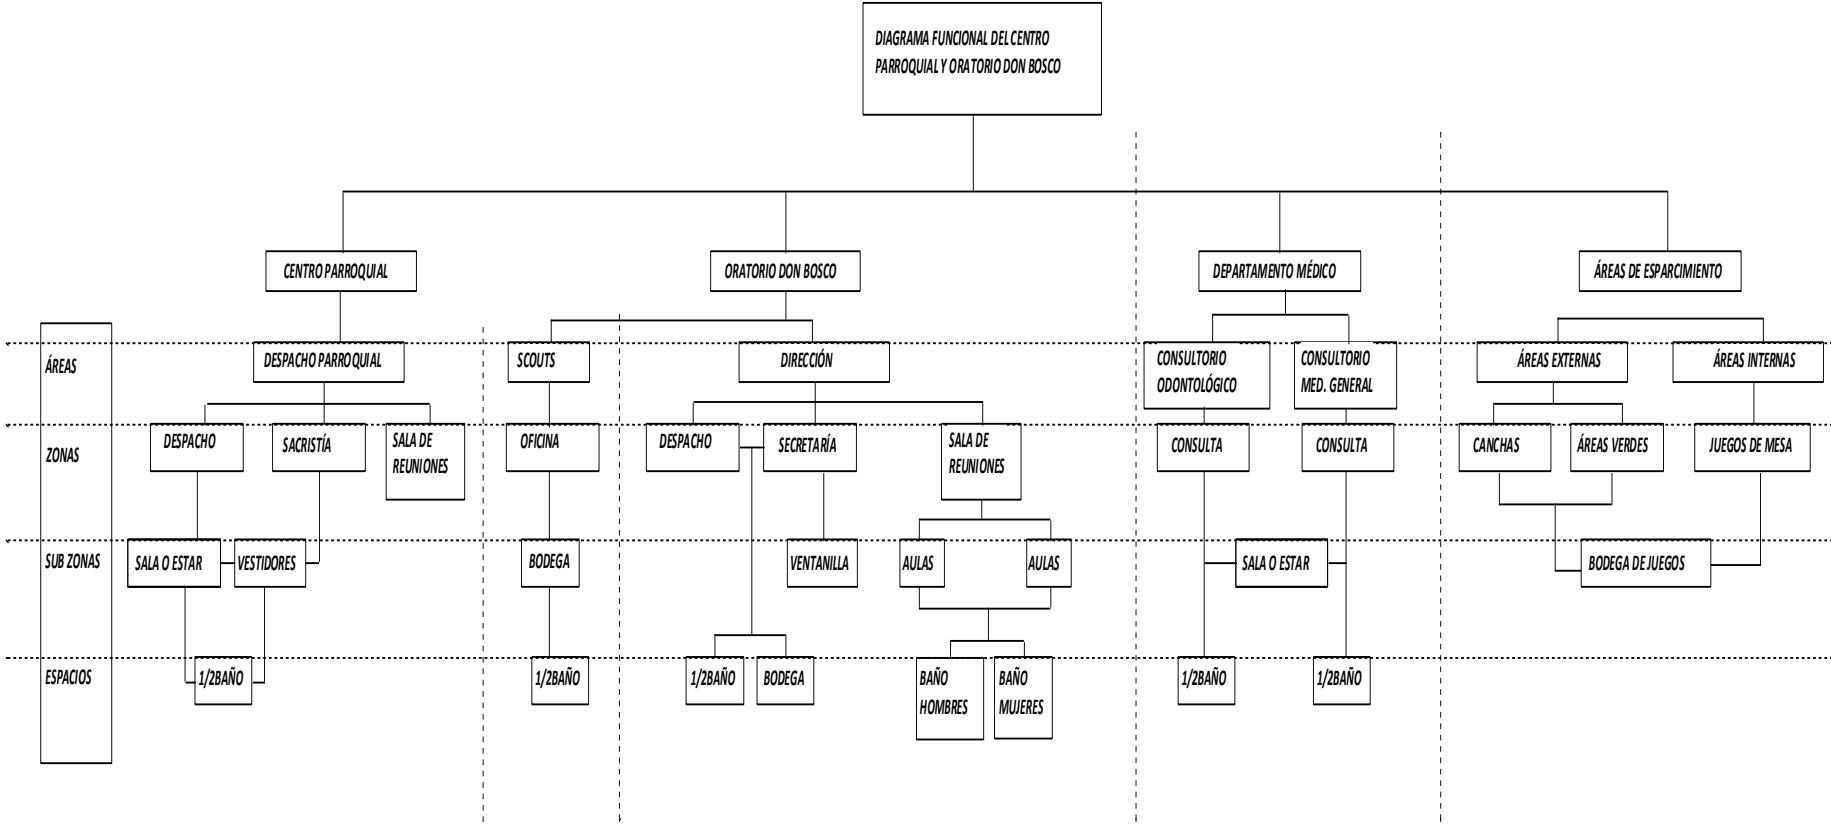 DIAGRAMA FUNCIONAL DEL CENTRO
PARROQUIAL Y ORATORIO DON BOSCO
CENTRO PARROQUIAL
ORATORIO DON BOSCO
DEPARTAMENTO MÉDICO
ÁREAS DE ESPARCIMIENTO
ÁREAS
DESPACHO PARROQUIAL
SCOUTS
DIRECCIÓN
CONSULTORIO
ODONTOLÓGICO
CONSULTORIO
MED. GENERAL
ÁREAS EXTERNAS
ÁREAS INTERNAS
ZONAS
DESPACHO
SACRISTÍA
SALA DE
REUNIONES
OFICINA
DESPACHO
SECRETARÍA
SALA DE
REUNIONES
CONSULTA
CONSULTA
CANCHAS
ÁREAS VERDES
JUEGOS DE MESA
SUB ZONAS
SALA O ESTAR
VESTIDORES
BODEGA
VENTANILLA
AULAS
AULAS
SALA O ESTAR
BODEGA DE JUEGOS
ESPACIOS
1/2BAÑO
1/2BAÑO
1/2BAÑO
BODEGA
BAÑO
HOMBRES
BAÑO
MUJERES
1/2BAÑO
1/2BAÑO